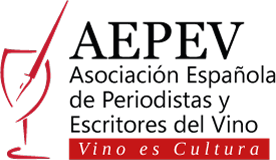 AEPEV
Asociación Española
de Periodistas y
Escritores del Vino
Vino es Cultura